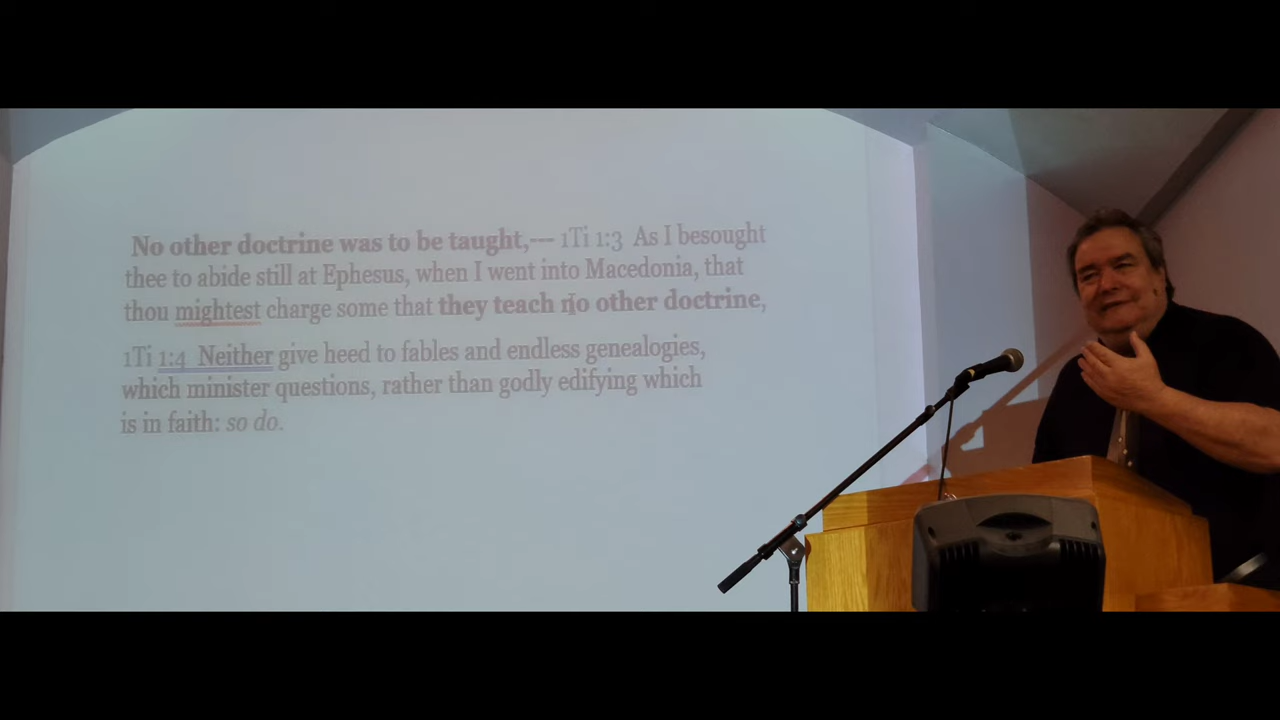 No other doctrine was to be taught,--- 1Ti 1:3 As I besought
thee to abide still at Ephesus, when I went into Macedonia, that
thou mightest charge some that they teach no other doctrine,
1Ti 1:4 Neither give heed to fables and endless genealogies,
which minister questions, rather than godly edifying which
is in faith: so do.